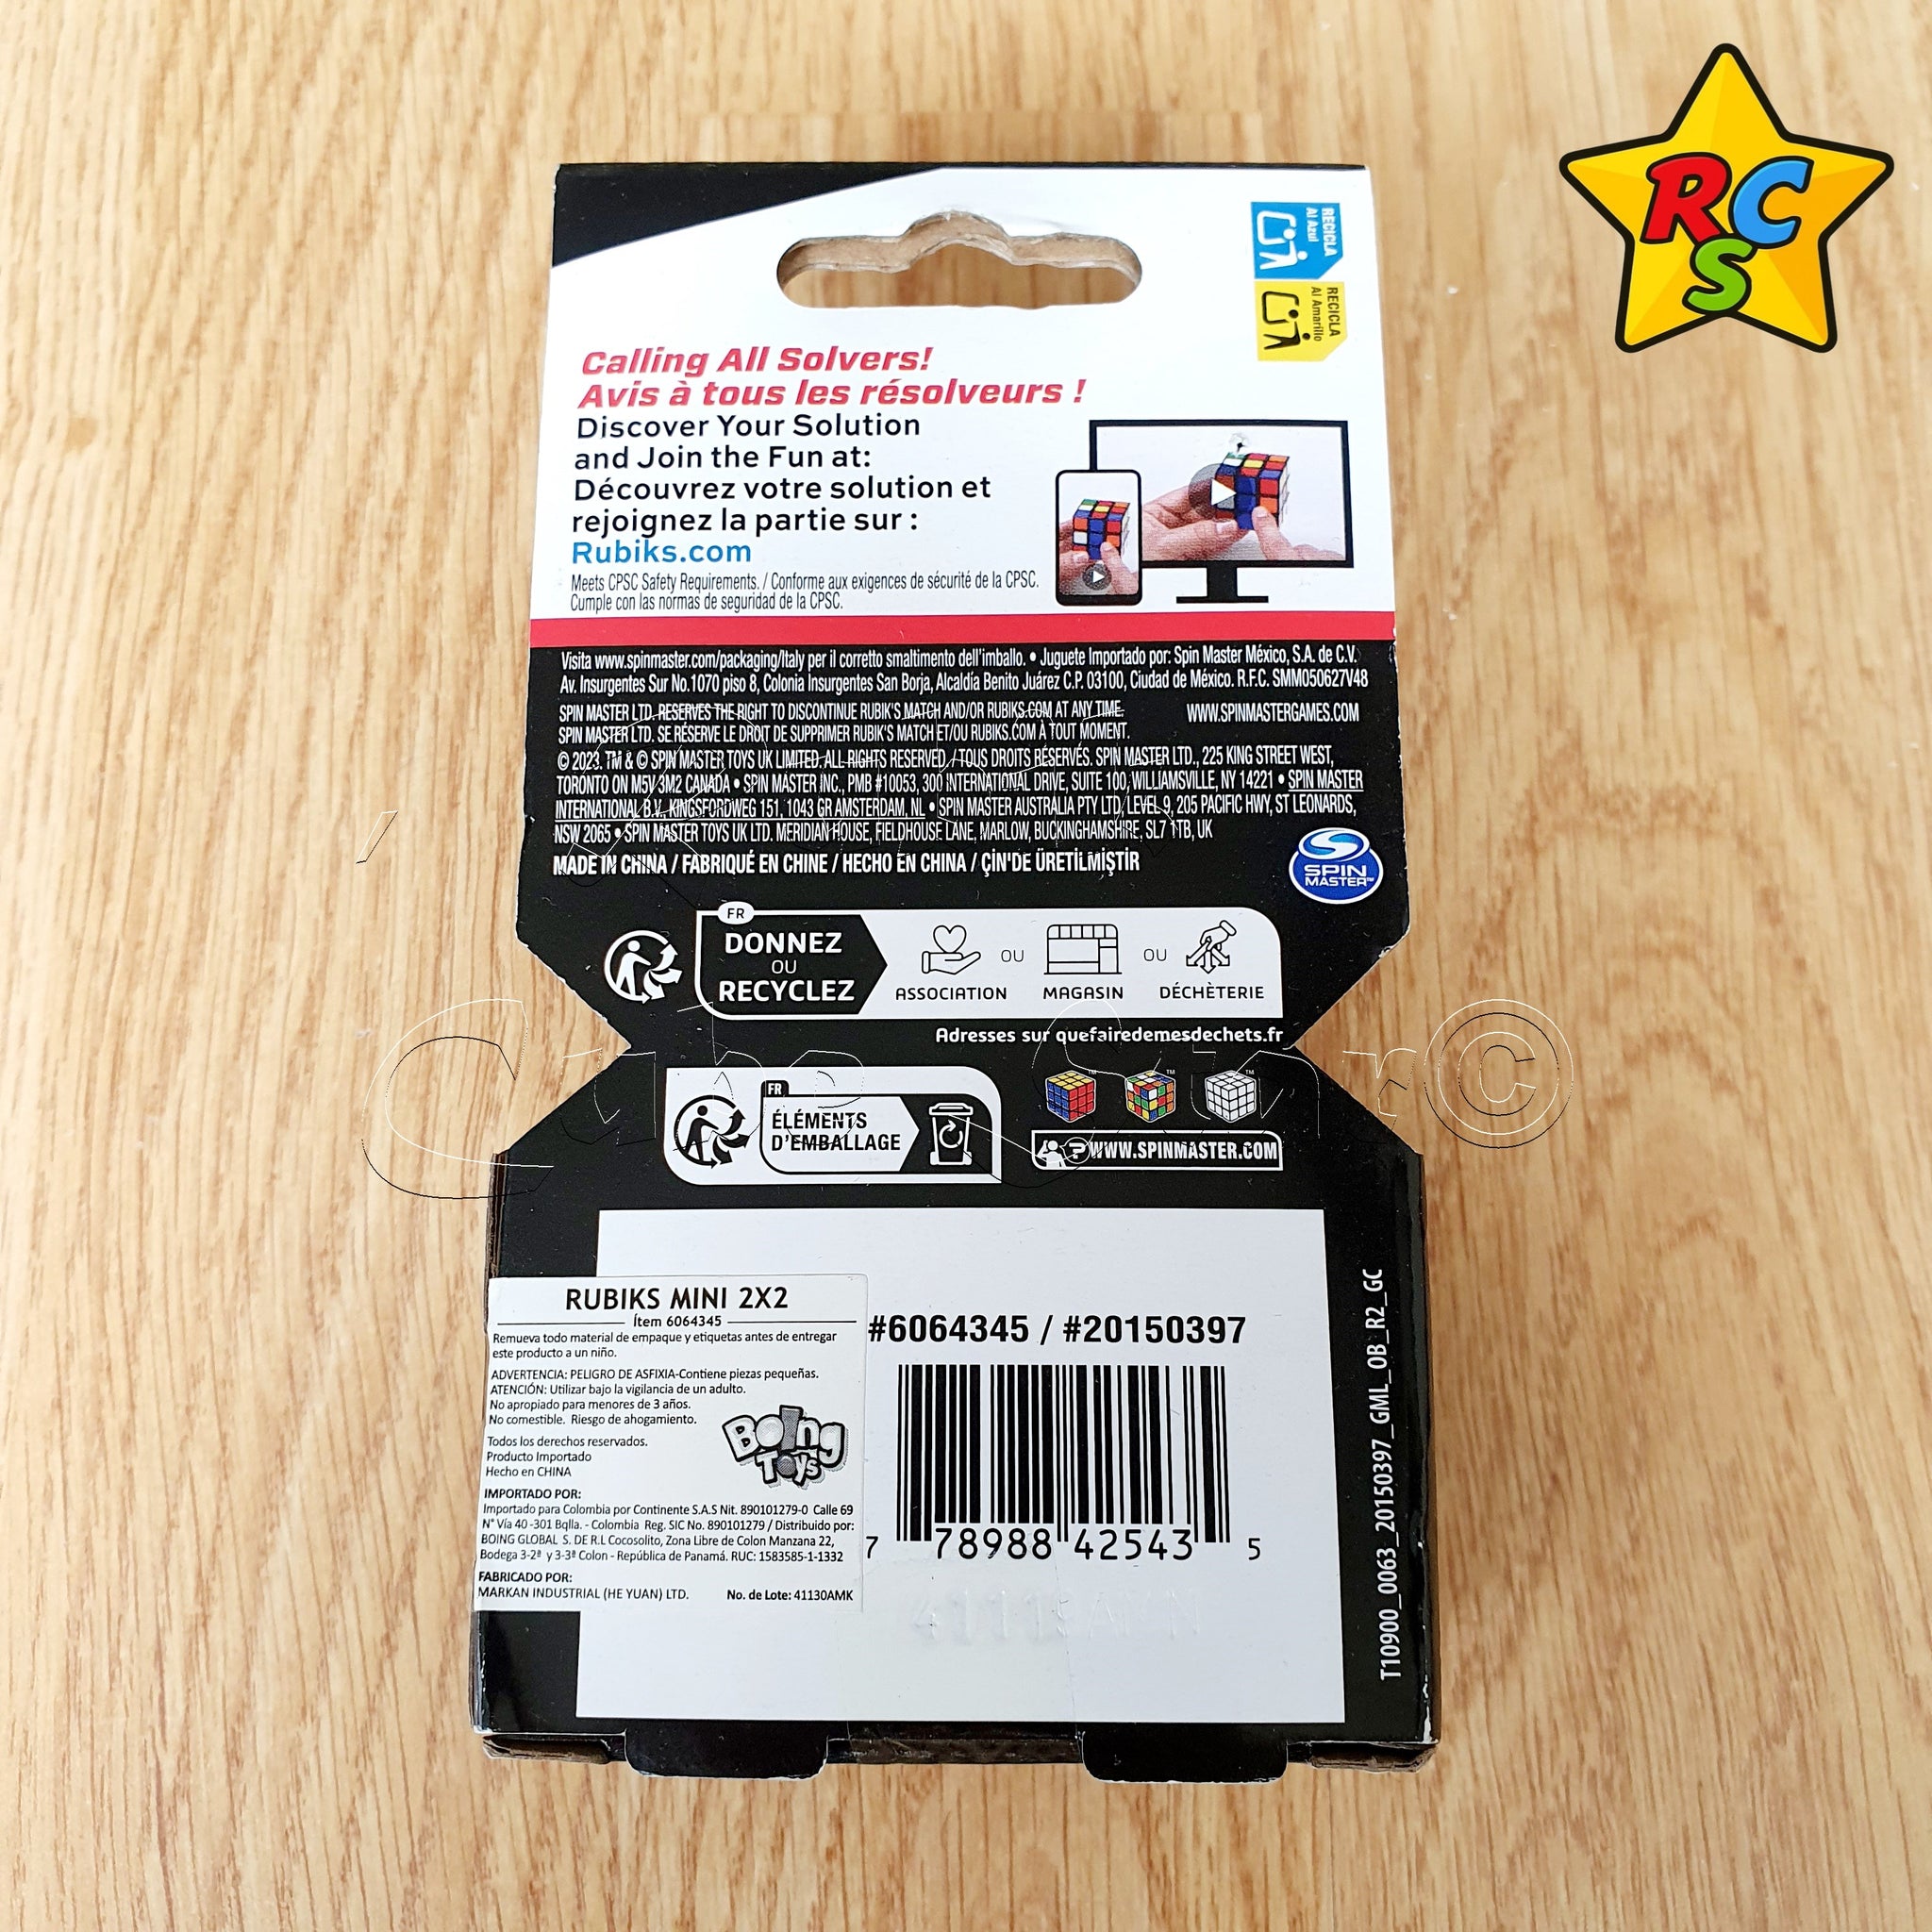 RCS
RECICLA
Al Azul
RECICLA
Al Amarillo
Calling All Solvers!
Avis à tous les résolveurs !
Discover Your Solution
and Join the Fun at:
Découvrez votre solution et
rejoignez la partie sur :
Rubiks.com
Meets CPSC Safety Requirements. / Conforme aux exigences de sécurité de la CPSC.
Cumple con las normas de seguridad de la CPSC.
Visita www.spinmaster.com/packaging/Italy per il corretto smaltimento dell'imballo. • Juguete Importado por: Spin Master México, S.A. de C.V.
Av. Insurgentes Sur No.1070 piso 8, Colonia Insurgentes San Borja, Alcaldía Benito Juárez C.P. 03100, Ciudad de México. R.F.C. SMM050627V48
SPIN MASTER LTD. RESERVES THE RIGHT TO DISCONTINUE RUBIK'S MATCH AND/OR RUBIKS.COM AT ANY TIME. WWW.SPINMASTERGAMES.COM
SPIN MASTER LTD. SE RÉSERVE LE DROIT DE SUPPRIMER RUBIK'S MATCH ET/OU RUBIKS.COM À TOUT MOMENT.
© 2023. TM & © SPIN MASTER TOYS UK LIMITED. ALL RIGHTS RESERVED. / TOUS DROITS RÉSERVÉS. SPIN MASTER LTD., 225 KING STREET WEST,
TORONTO ON M5V 3M2 CANADA • SPIN MASTER INC., PMB #10053, 300 INTERNATIONAL DRIVE, SUITE 100, WILLIAMSVILLE, NY 14221 • SPIN MASTER
INTERNATIONAL B.V., KINGSFORDWEG 151, 1043 GR AMSTERDAM, NL • SPIN MASTER AUSTRALIA PTY LTD, LEVEL 9, 205 PACIFIC HWY, ST LEONARDS,
NSW 2065 • SPIN MASTER TOYS UK LTD. MERIDIAN HOUSE, FIELDHOUSE LANE, MARLOW, BUCKINGHAMSHIRE, SL7 1TB, UK
MADE IN CHINA / FABRIQUÉ EN CHINE / HECHO EN CHINA / ÇİN'DE ÜRETİLMİŞTİR
SPIN
MASTER™
FR
DONNEZ
OU
RECYCLEZ
ASSOCIATION OU MAGASIN OU DÉCHÈTERIE
Adresses sur quefairedemesdechets.fr
Cube Star©
FR
ÉLÉMENTS
D'EMBALLAGE
™ ™ ™
WWW.SPINMASTER.COM
RUBIKS MINI 2X2
Ítem 6064345
Remueva todo material de empaque y etiquetas antes de entregar
este producto a un niño.
ADVERTENCIA: PELIGRO DE ASFIXIA-Contiene piezas pequeñas.
ATENCIÓN: Utilizar bajo la vigilancia de un adulto.
No apropiado para menores de 3 años.
No comestible. Riesgo de ahogamiento.
Boing
Toys
Todos los derechos reservados.
Producto Importado
Hecho en CHINA
IMPORTADO POR:
Importado para Colombia por Continente S.A.S Nit. 890101279-0 Calle 69
N° Vía 40 -301 Bqlla. - Colombia Reg. SIC No. 890101279 / Distribuido por:
BOING GLOBAL S. DE R.L Cocosolito, Zona Libre de Colon Manzana 22,
Bodega 3-2ª y 3-3ª Colon - República de Panamá. RUC: 1583585-1-1332
FABRICADO POR:
MARKAN INDUSTRIAL (HE YUAN) LTD. No. de Lote: 41130AMK
#6064345 / #20150397
7 78988 42543 5
T10900_0063_20150397_GML_OB_R2_GC